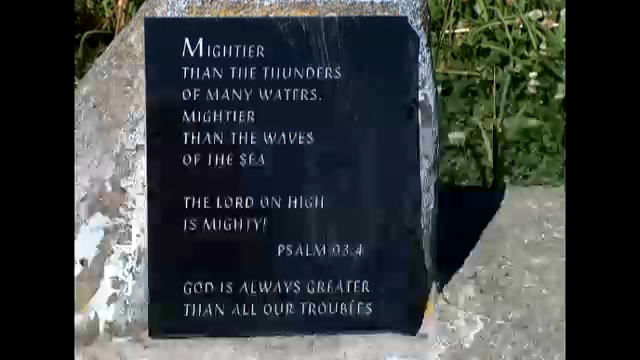 MIGHTIER
THAN THE THUNDERS
OF MANY WATERS,
MIGHTIER
THAN THE WAVES
OF THE SEA
THE LORD ON HIGH
IS MIGHTY!
PSALM 93:4
GOD IS ALWAYS GREATER
THAN ALL OUR TROUBLES